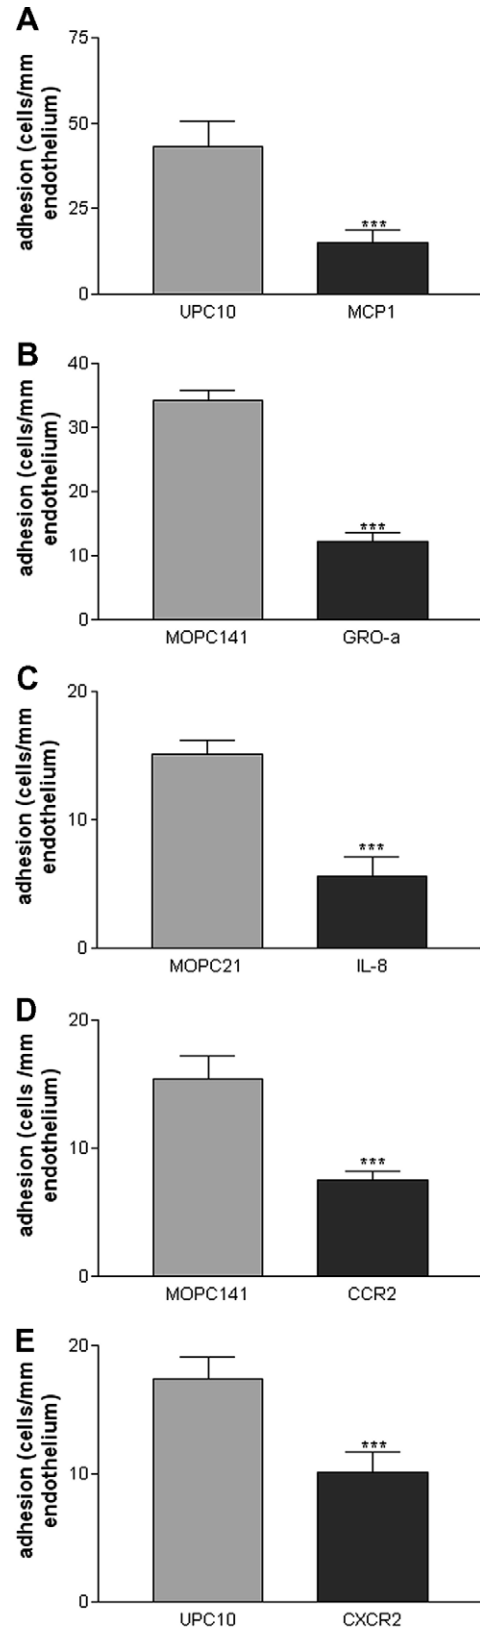 A
adhesion (cells/mm
endothelium)
75
50
25
0
***
UPC10 MCP1
B
adhesion (cells/mm
endothelium)
40
30
20
10
0
***
MOPC141 GRO-a
C
adhesion (cells/mm
endothelium)
20
10
0
***
MOPC21 IL-8
D
adhesion (cells /mm
endothelium)
20
10
0
***
MOPC141 CCR2
E
adhesion (cells/mm
endothelium)
20
10
0
***
UPC10 CXCR2